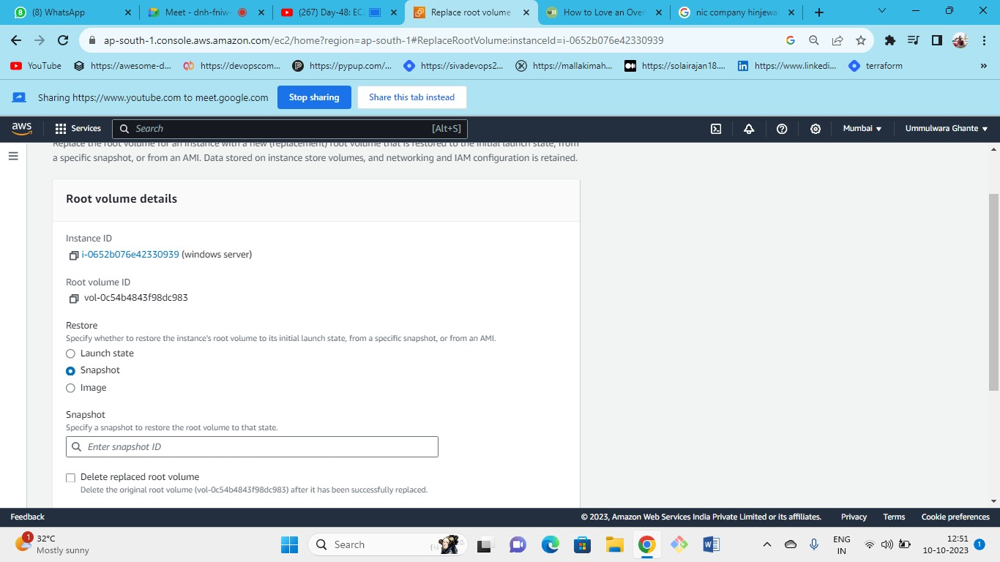 (8) WhatsApp
Meet - dnh-fniw-
(267) Day-48: EC
Replace root volume
How to Love an Over
nic company hinjewa
ap-south-1.console.aws.amazon.com/ec2/home?region=ap-south-1#ReplaceRootVolume:instanceId=i-0652b076e42330939
YouTube
https://awesome-d...
https://devopscom...
https://pypup.com/...
https://sivadevops2...
https://mallakimah...
https://solairajan18....
https://www.linkedi...
terraform
»
Sharing https://www.youtube.com to meet.google.com
Stop sharing
Share this tab instead
aws
Services
Search
[Alt+S]
Mumbai
Ummulwara Ghante
Replace the root volume for an instance with a new (replacement) root volume that is restored to the initial launch state, from
a specific snapshot, or from an AMI. Data stored on instance store volumes, and networking and IAM configuration is retained.
Root volume details
Instance ID
i-0652b076e42330939 (windows server)
Root volume ID
vol-0c54b4843f98dc983
Restore
Specify whether to restore the instance's root volume to its initial launch state, from a specific snapshot, or from an AMI.
Launch state
Snapshot
Image
Snapshot
Specify a snapshot to restore the root volume to that state.
Enter snapshot ID
Delete replaced root volume
Delete the original root volume (vol-0c54b4843f98dc983) after it has been successfully replaced.
Feedback
© 2023, Amazon Web Services India Private Limited or its affiliates.
Privacy
Terms
Cookie preferences
1
32°C
Mostly sunny
Search
ENG
IN
12:51
10-10-2023
1